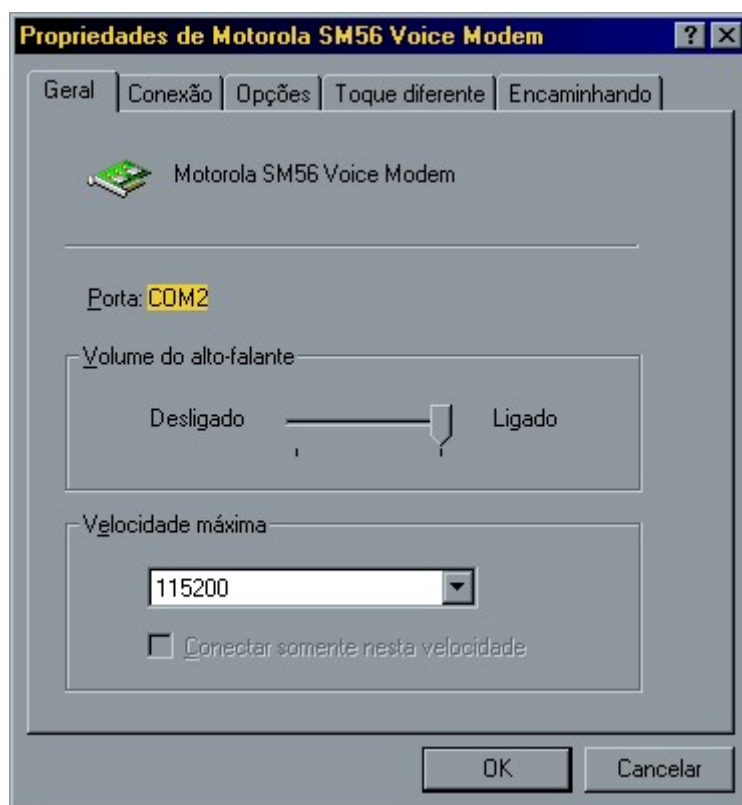 Propriedades de Motorola SM56 Voice Modem
Geral Conexão Opções Toque diferente Encaminhando
Motorola SM56 Voice Modem
Porta: COM2
Volume do alto-falante
Desligado Ligado
Velocidade máxima
115200
Conectar somente nesta velocidade
OK Cancelar